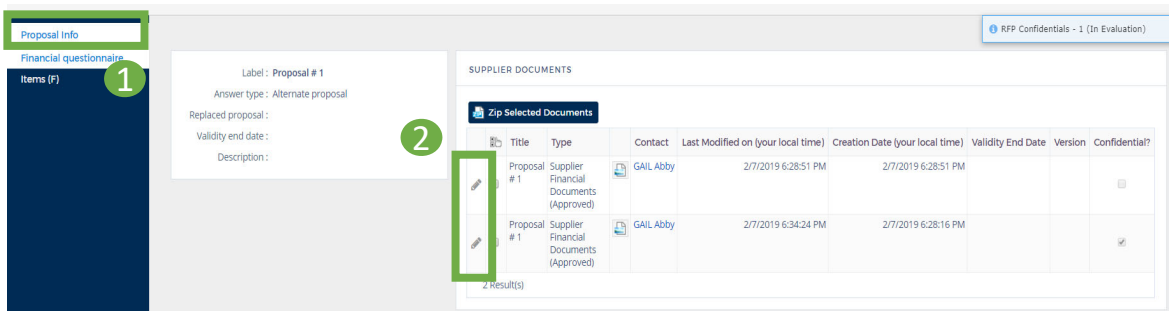 Proposal Info
Financial questionnaire
Items (F)
1
RFP Confidentials - 1 (In Evaluation)
Label : Proposal # 1
Answer type : Alternate proposal
Replaced proposal :
Validity end date :
Description :
2
SUPPLIER DOCUMENTS
Zip Selected Documents
Title Type Contact Last Modified on (your local time) Creation Date (your local time) Validity End Date Version Confidential?
Proposal Supplier GAIL Abby 2/7/2019 6:28:51 PM 2/7/2019 6:28:51 PM
# 1 Financial
Documents
(Approved)
Proposal Supplier GAIL Abby 2/7/2019 6:34:24 PM 2/7/2019 6:28:16 PM
# 1 Financial
Documents
(Approved)
2 Result(s)